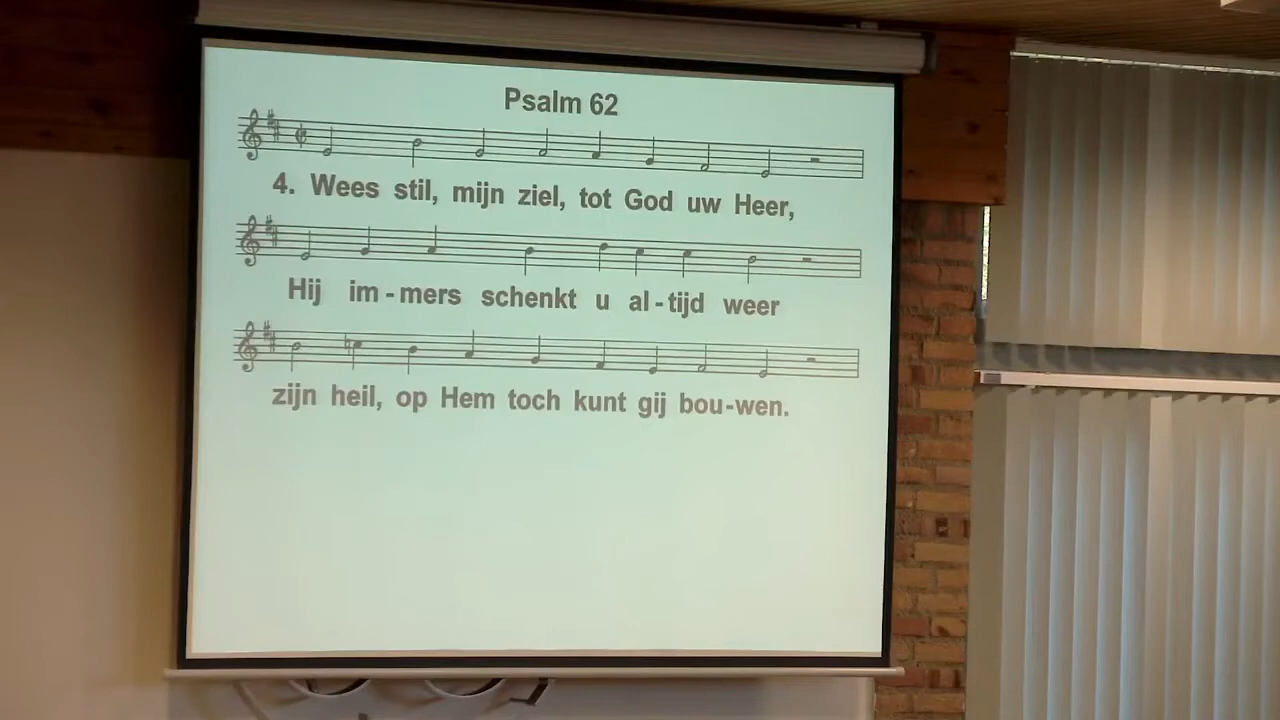 Psalm 62
4. Wees stil, mijn ziel, tot God uw Heer,
Hij im-mers schenkt u al-tijd weer
zijn heil, op Hem toch kunt gij bou-wen.